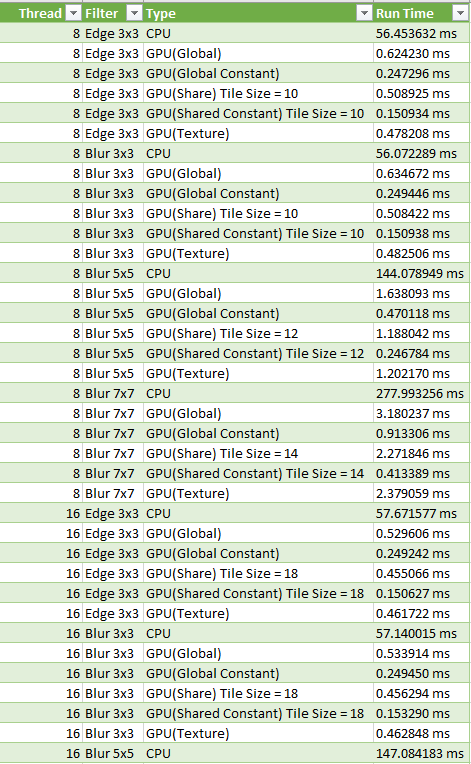 Thread Filter Type Run Time
8 Edge 3x3 CPU 56.453632 ms
8 Edge 3x3 GPU(Global) 0.624230 ms
8 Edge 3x3 GPU(Global Constant) 0.247296 ms
8 Edge 3x3 GPU(Share) Tile Size = 10 0.508925 ms
8 Edge 3x3 GPU(Shared Constant) Tile Size = 10 0.150934 ms
8 Edge 3x3 GPU(Texture) 0.478208 ms
8 Blur 3x3 CPU 56.072289 ms
8 Blur 3x3 GPU(Global) 0.634672 ms
8 Blur 3x3 GPU(Global Constant) 0.249446 ms
8 Blur 3x3 GPU(Share) Tile Size = 10 0.508422 ms
8 Blur 3x3 GPU(Shared Constant) Tile Size = 10 0.150938 ms
8 Blur 3x3 GPU(Texture) 0.482506 ms
8 Blur 5x5 CPU 144.078949 ms
8 Blur 5x5 GPU(Global) 1.638093 ms
8 Blur 5x5 GPU(Global Constant) 0.470118 ms
8 Blur 5x5 GPU(Share) Tile Size = 12 1.188042 ms
8 Blur 5x5 GPU(Shared Constant) Tile Size = 12 0.246784 ms
8 Blur 5x5 GPU(Texture) 1.202170 ms
8 Blur 7x7 CPU 277.993256 ms
8 Blur 7x7 GPU(Global) 3.180237 ms
8 Blur 7x7 GPU(Global Constant) 0.913306 ms
8 Blur 7x7 GPU(Share) Tile Size = 14 2.271846 ms
8 Blur 7x7 GPU(Shared Constant) Tile Size = 14 0.413389 ms
8 Blur 7x7 GPU(Texture) 2.379059 ms
16 Edge 3x3 CPU 57.671577 ms
16 Edge 3x3 GPU(Global) 0.529606 ms
16 Edge 3x3 GPU(Global Constant) 0.249242 ms
16 Edge 3x3 GPU(Share) Tile Size = 18 0.455066 ms
16 Edge 3x3 GPU(Shared Constant) Tile Size = 18 0.150627 ms
16 Edge 3x3 GPU(Texture) 0.461722 ms
16 Blur 3x3 CPU 57.140015 ms
16 Blur 3x3 GPU(Global) 0.533914 ms
16 Blur 3x3 GPU(Global Constant) 0.249450 ms
16 Blur 3x3 GPU(Share) Tile Size = 18 0.456294 ms
16 Blur 3x3 GPU(Shared Constant) Tile Size = 18 0.153290 ms
16 Blur 3x3 GPU(Texture) 0.462848 ms
16 Blur 5x5 CPU 147.084183 ms